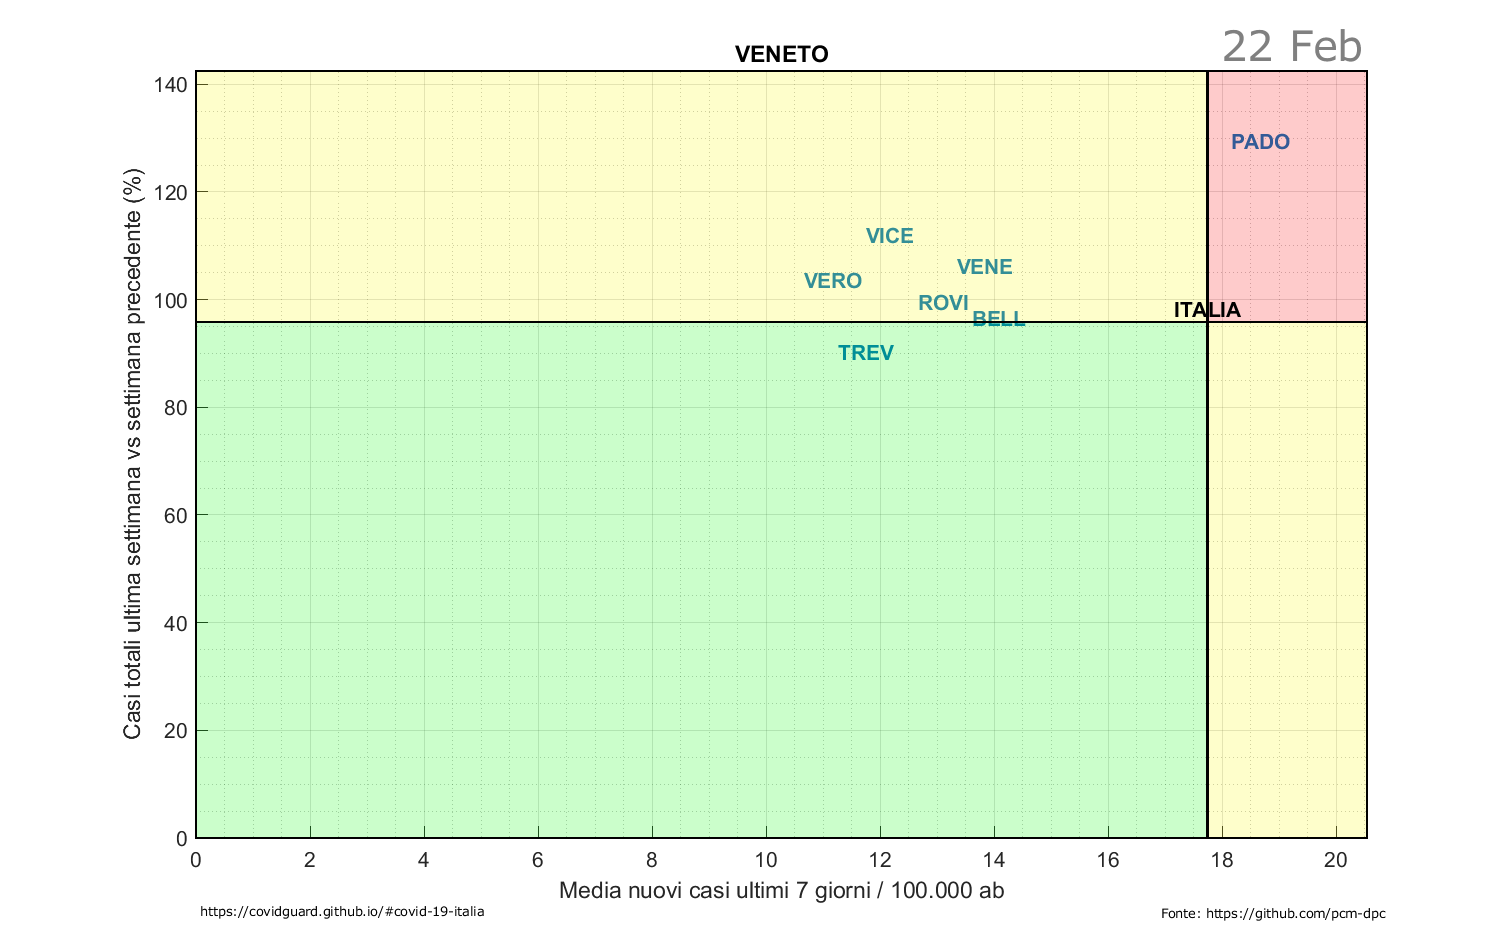 22 Feb
VENETO
140
120
100
80
60
40
20
0
Casi totali ultima settimana vs settimana precedente (%)
PADO
VICE
VENE
VERO
ROVI
ITALIA
BELL
TREV
0 2 4 6 8 10 12 14 16 18 20
Media nuovi casi ultimi 7 giorni / 100.000 ab
https://covidguard.github.io/#covid-19-italia
Fonte: https://github.com/pcm-dpc